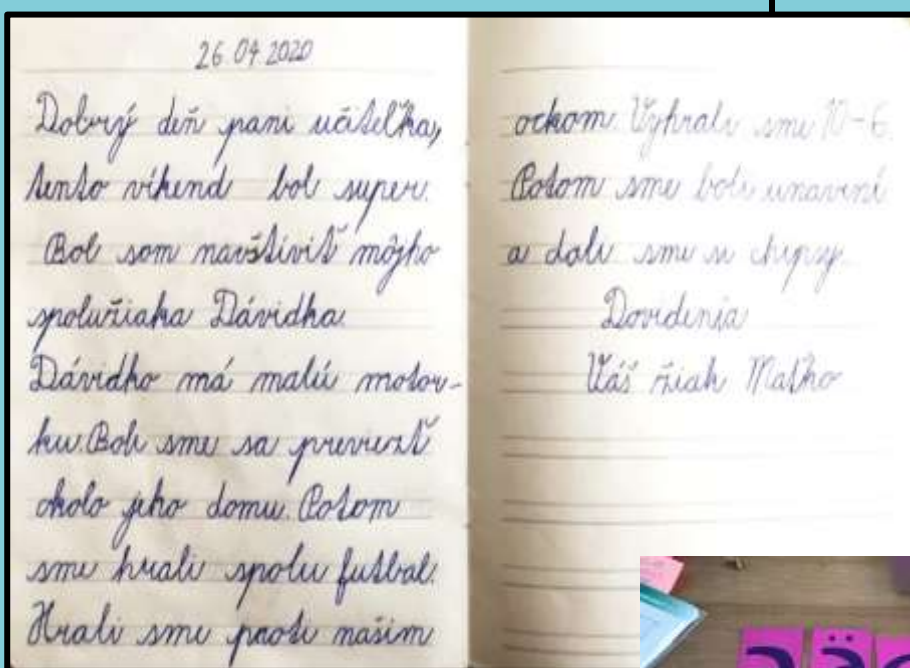 26.04.2020
Dobrý deň pani učiteľka,
tento víkend bol super.
Bol som navštíviť môjho
spolužiaka Dávidka.
Dávidko má malú motor-
ku. Boli sme sa previezť
okolo jeho domu. Potom
sme hrali spolu futbal.
Hrali sme proti našim
ockom. Vyhrali sme 10-6.
Potom sme boli unavení
a dali sme si chipsy.
Dovidenia
Váš žiak Maťko
a ä